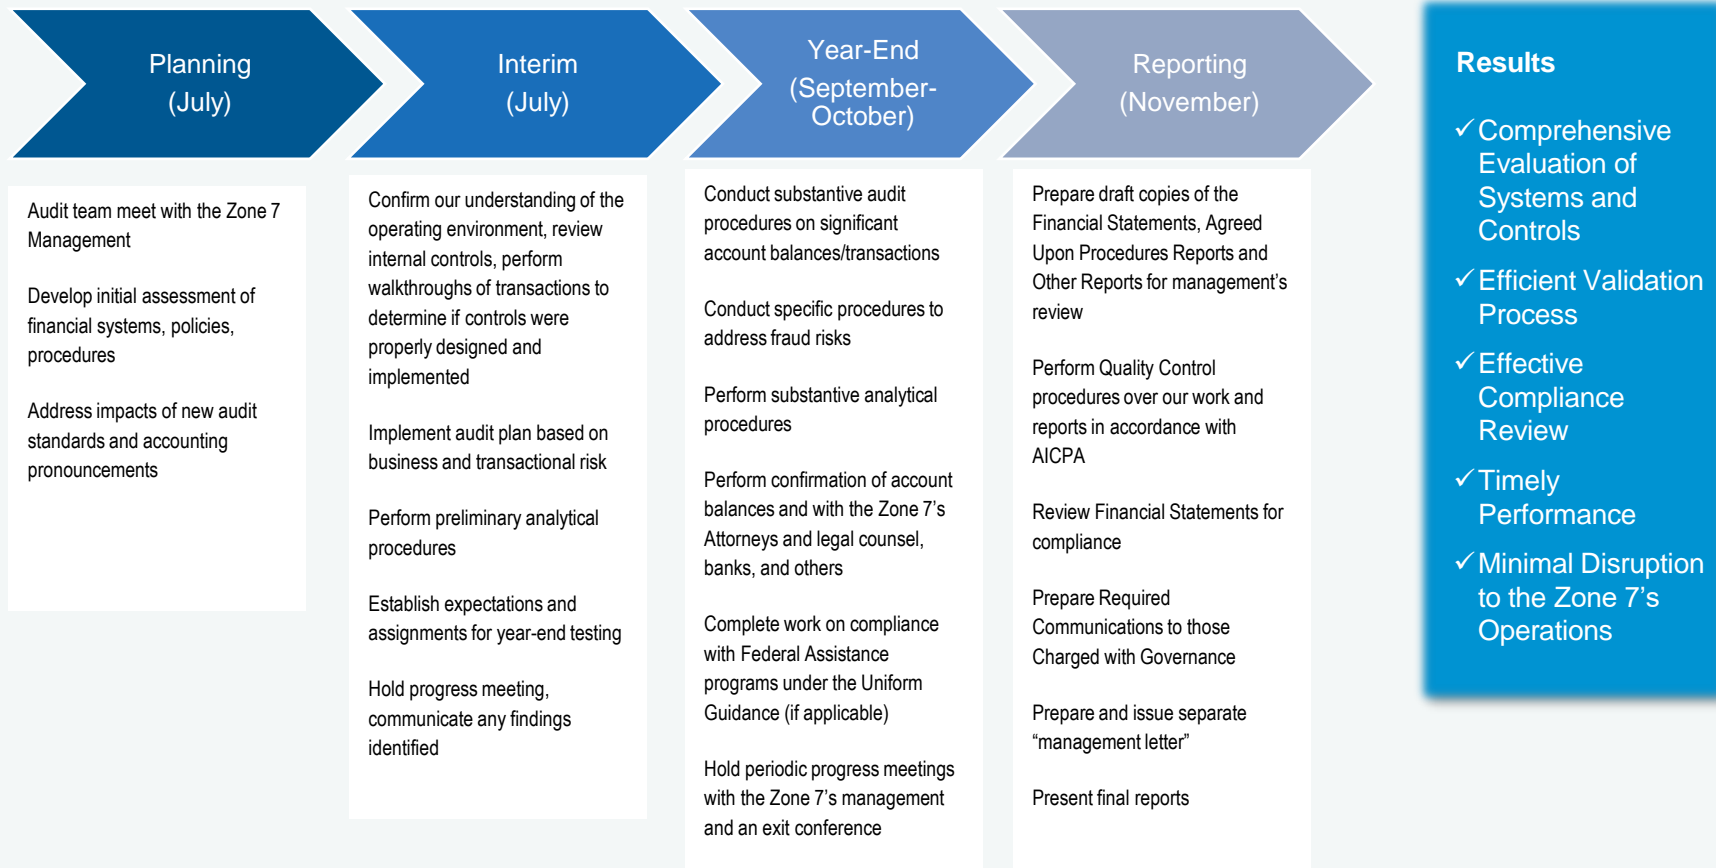 Planning
(July)
Interim
(July)
Year-End
(September-
October)
Reporting
(November)
Audit team meet with the Zone 7
Management
Develop initial assessment of
financial systems, policies,
procedures
Address impacts of new audit
standards and accounting
pronouncements
Confirm our understanding of the
operating environment, review
internal controls, perform
walkthroughs of transactions to
determine if controls were
properly designed and
implemented
Implement audit plan based on
business and transactional risk
Perform preliminary analytical
procedures
Establish expectations and
assignments for year-end testing
Hold progress meeting,
communicate any findings
identified
Conduct substantive audit
procedures on significant
account balances/transactions
Conduct specific procedures to
address fraud risks
Perform substantive analytical
procedures
Perform confirmation of account
balances and with the Zone 7’s
Attorneys and legal counsel,
banks, and others
Complete work on compliance
with Federal Assistance
programs under the Uniform
Guidance (if applicable)
Hold periodic progress meetings
with the Zone 7’s management
and an exit conference
Prepare draft copies of the
Financial Statements, Agreed
Upon Procedures Reports and
Other Reports for management’s
review
Perform Quality Control
procedures over our work and
reports in accordance with
AICPA
Review Financial Statements for
compliance
Prepare Required
Communications to those
Charged with Governance
Prepare and issue separate
“management letter”
Present final reports
Results
✓Comprehensive
Evaluation of
Systems and
Controls
✓Efficient Validation
Process
✓Effective
Compliance
Review
✓Timely
Performance
✓Minimal Disruption
to the Zone 7’s
Operations